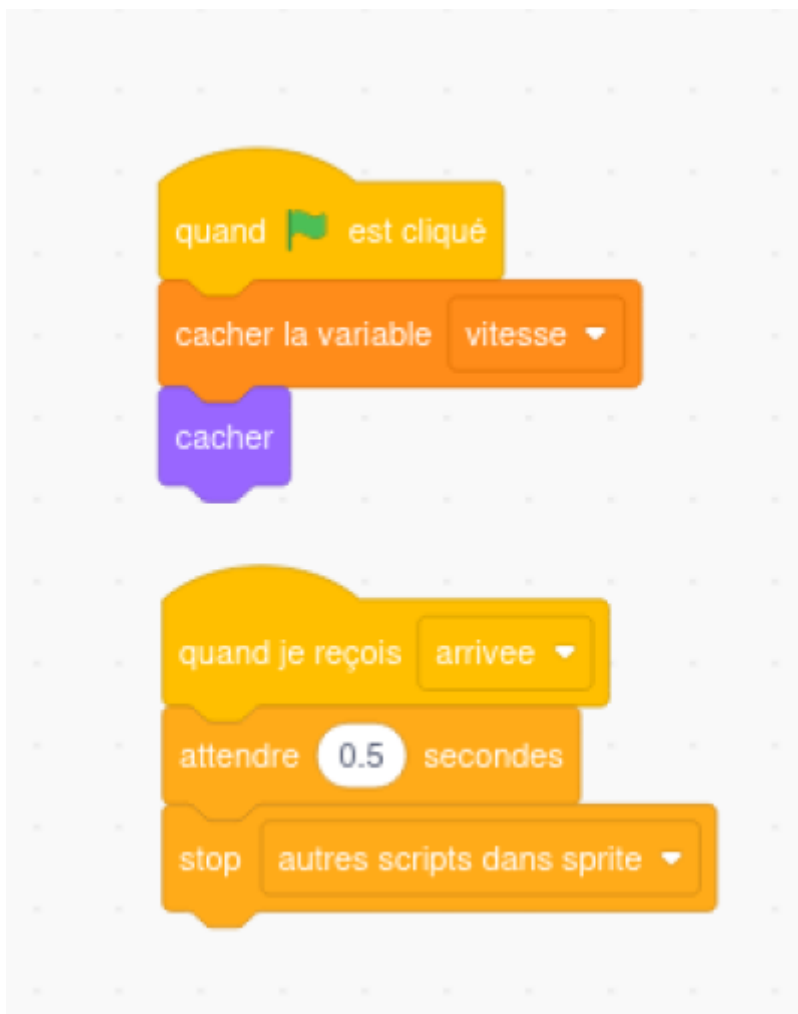 quand est cliqué
cacher la variable vitesse
cacher
quand je reçois arrivee
attendre 0.5 secondes
stop autres scripts dans sprite